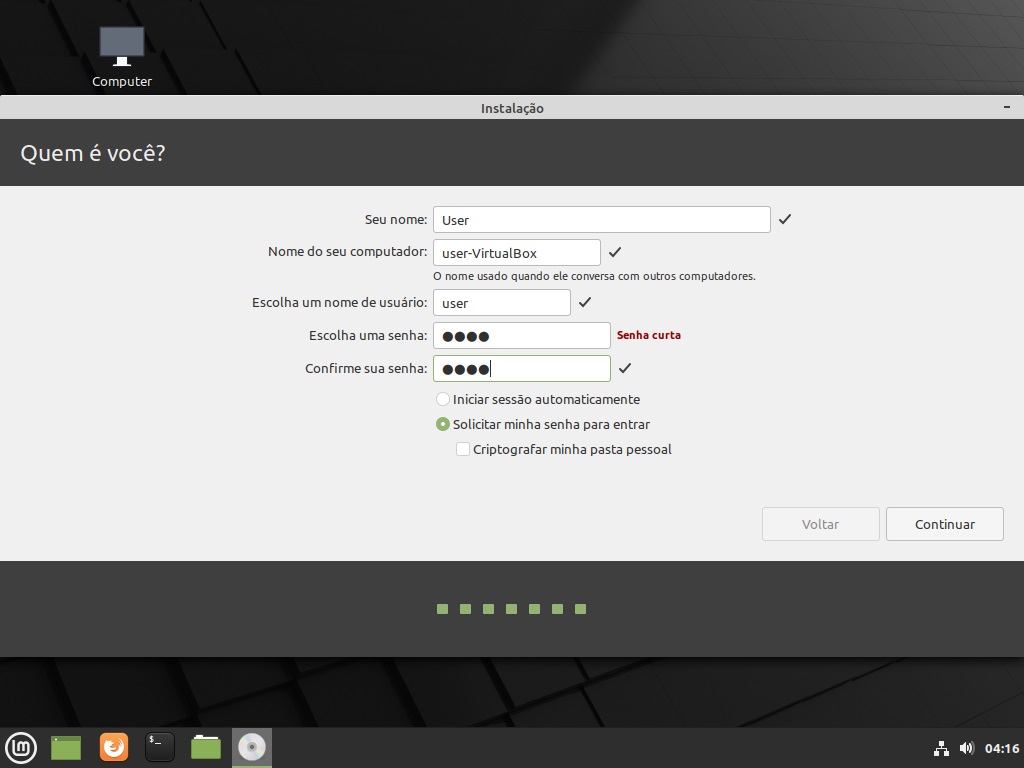 Computer
Instalação
Quem é você?
Seu nome: User
Nome do seu computador: user-VirtualBox
O nome usado quando ele conversa com outros computadores.
Escolha um nome de usuário: user
Escolha uma senha: ●●●● Senha curta
Confirme sua senha: ●●●●
Iniciar sessão automaticamente
Solicitar minha senha para entrar
Criptografar minha pasta pessoal
Voltar Continuar
$_
04:16